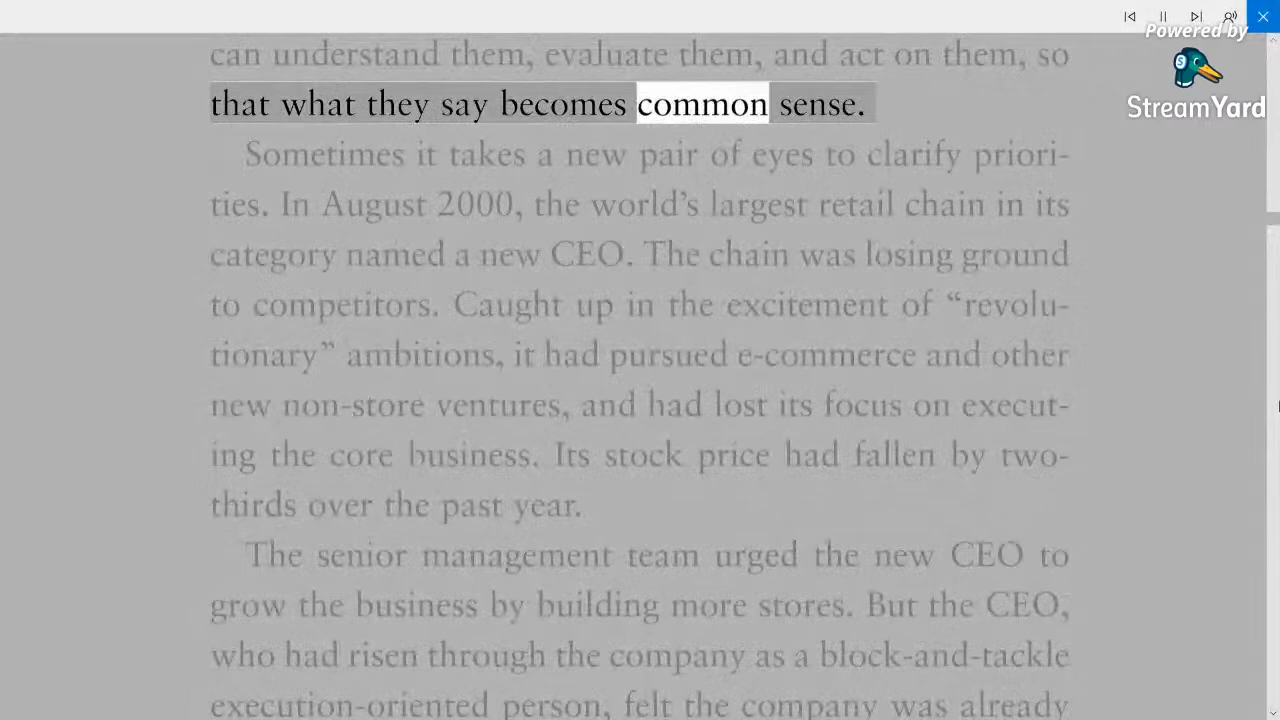 Powered by
StreamYard
can understand them, evaluate them, and act on them, so
that what they say becomes common sense.
Sometimes it takes a new pair of eyes to clarify priori-
ties. In August 2000, the world’s largest retail chain in its
category named a new CEO. The chain was losing ground
to competitors. Caught up in the excitement of “revolu-
tionary” ambitions, it had pursued e-commerce and other
new non-store ventures, and had lost its focus on execut-
ing the core business. Its stock price had fallen by two-
thirds over the past year.
The senior management team urged the new CEO to
grow the business by building more stores. But the CEO,
who had risen through the company as a block-and-tackle
execution-oriented person, felt the company was already